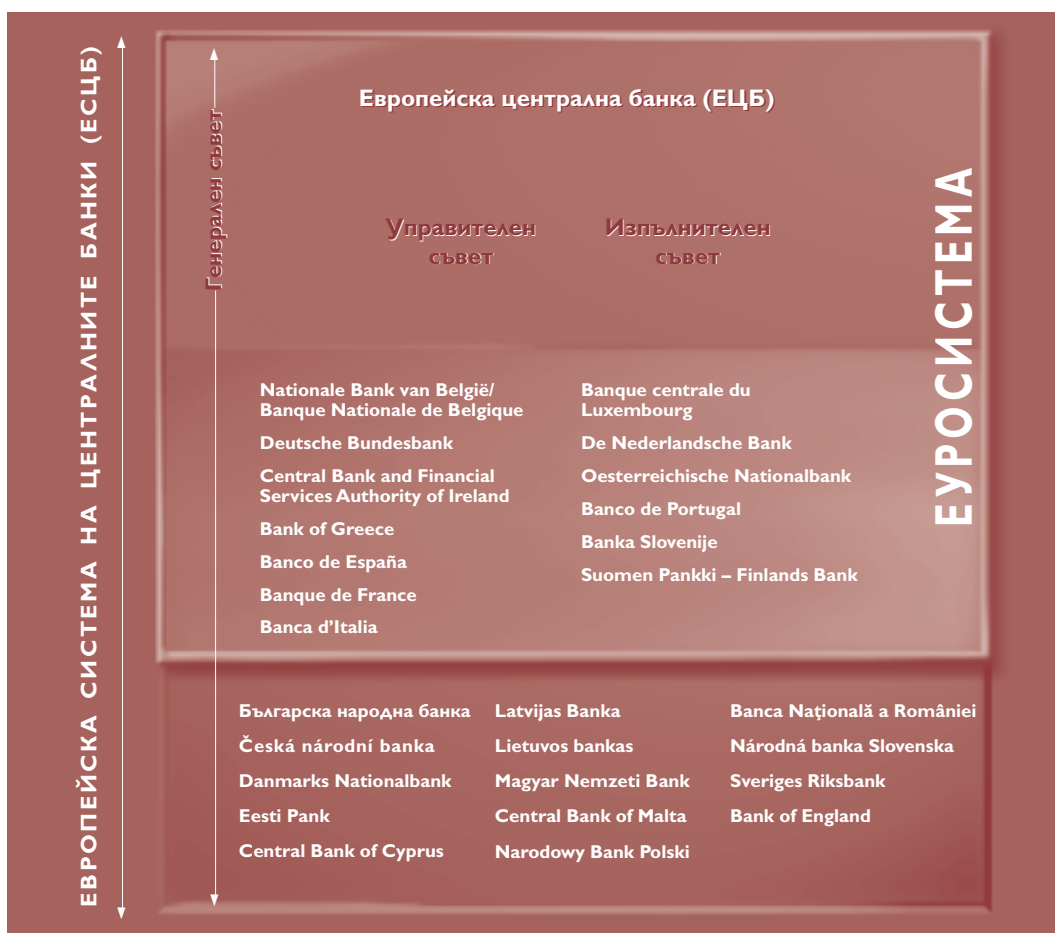 ЕВРОПЕЙСКА СИСТЕМА НА ЦЕНТРАЛНИТЕ БАНКИ (ЕСЦБ)
Генерален съвет
Европейска централна банка (ЕЦБ)
Управителен
съвет
Изпълнителен
съвет
ЕУРОСИСТЕМА
Nationale Bank van België/
Banque Nationale de Belgique
Deutsche Bundesbank
Central Bank and Financial
Services Authority of Ireland
Bank of Greece
Banco de España
Banque de France
Banca d’Italia
Banque centrale du
Luxembourg
De Nederlandsche Bank
Oesterreichische Nationalbank
Banco de Portugal
Banka Slovenije
Suomen Pankki – Finlands Bank
Българска народна банка
Česká národní banka
Danmarks Nationalbank
Eesti Pank
Central Bank of Cyprus
Latvijas Banka
Lietuvos bankas
Magyar Nemzeti Bank
Central Bank of Malta
Narodowy Bank Polski
Banca Naţională a României
Národná banka Slovenska
Sveriges Riksbank
Bank of England